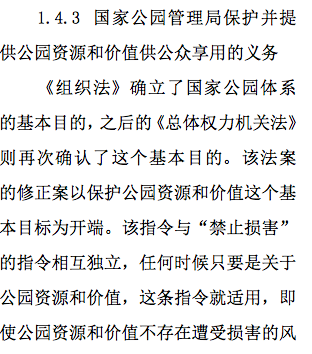 1.4.3 国家公园管理局保护并提
供公园资源和价值供公众享用的义务
《组织法》确立了国家公园体系
的基本目的，之后的《总体权力机关法》
则再次确认了这个基本目的。该法案
的修正案以保护公园资源和价值这个基
本目标为开端。该指令与“禁止损害”
的指令相互独立，任何时候只要是关于
公园资源和价值，这条指令就适用，即
使公园资源和价值不存在遭受损害的风